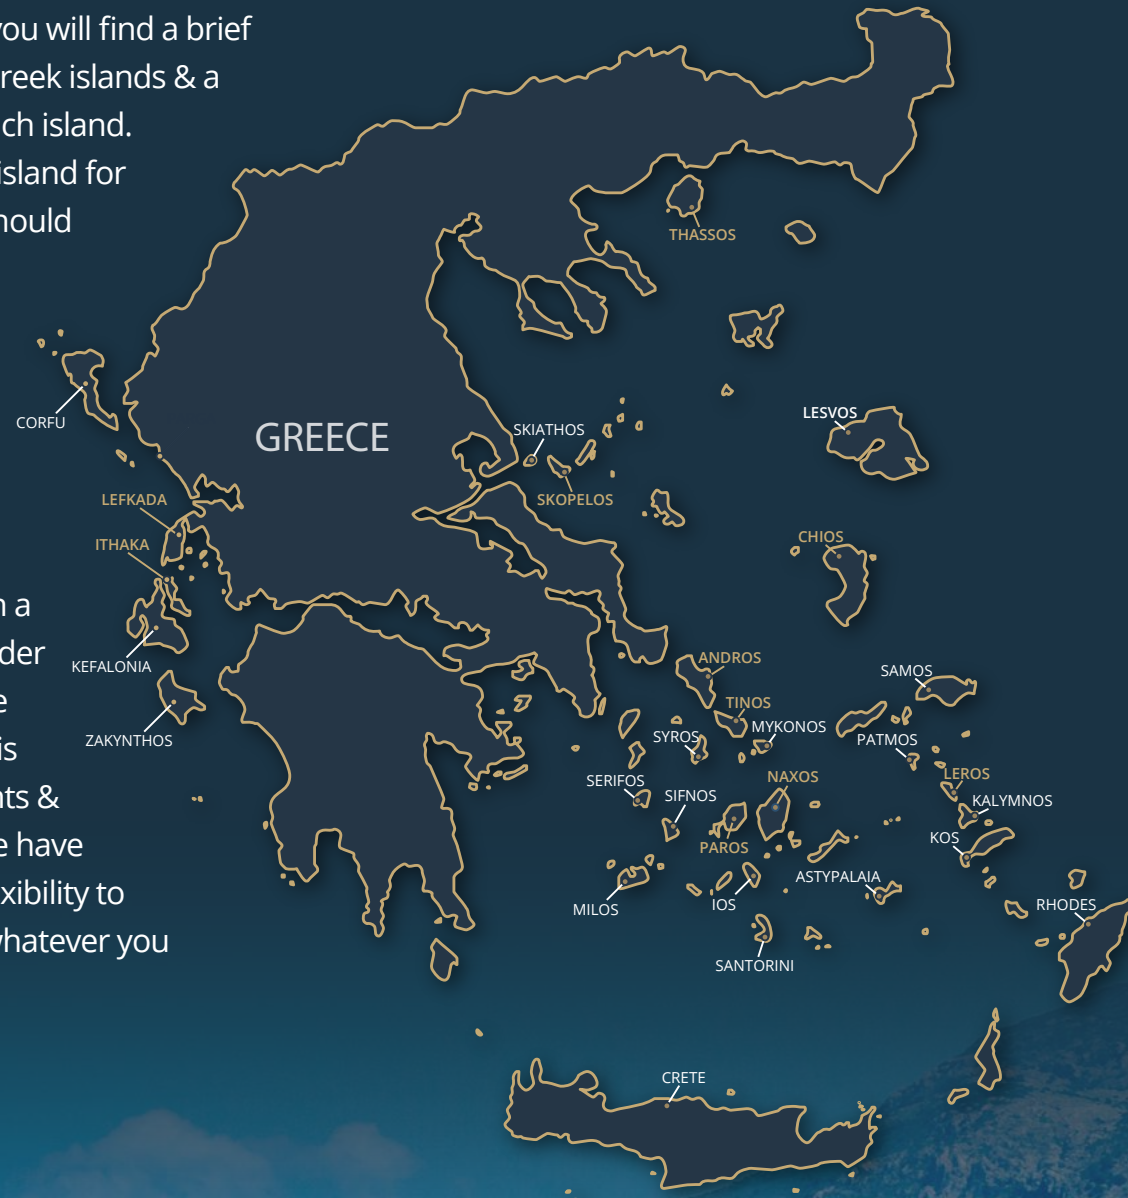 you will find a brief
reek islands & a
ch island.
island for
hould
THASSOS
CORFU
GREECE
LESVOS
SKIATHOS
SKOPELOS
LEFKADA
ITHAKA
CHIOS
n a
der
KEFALONIA
e
ZAKYNTHOS
is
nts &
e have
xibility to
whatever you
ANDROS
SAMOS
TINOS
MYKONOS
SYROS
PATMOS
SERIFOS
SIFNOS
NAXOS
LEROS
KALYMNOS
PAROS
KOS
ASTYPALAIA
MILOS
IOS
RHODES
SANTORINI
CRETE